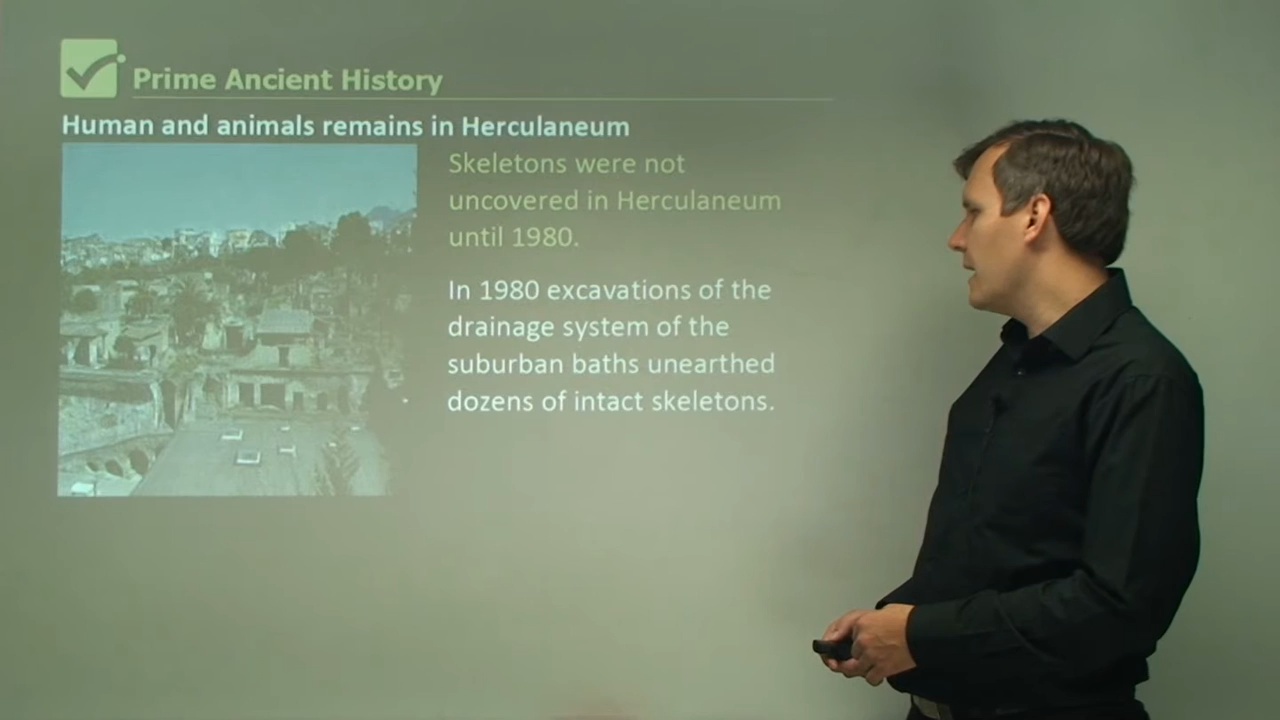 Prime Ancient History
Human and animals remains in Herculaneum
Skeletons were not
uncovered in Herculaneum
until 1980.
In 1980 excavations of the
drainage system of the
suburban baths unearthed
dozens of intact skeletons.